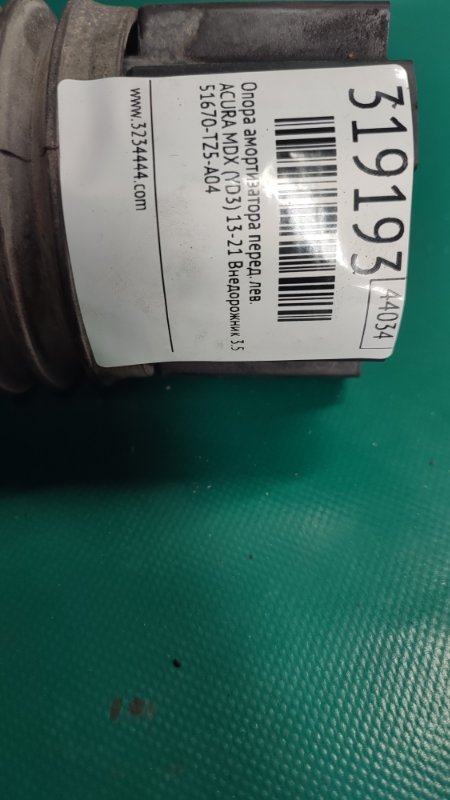 319193
44034
Опора амортизатора перед.лев.
ACURA MDX (YD3) 13-21 Внедорожник 3.5
51670-TZ5-A04
www.3234444.com